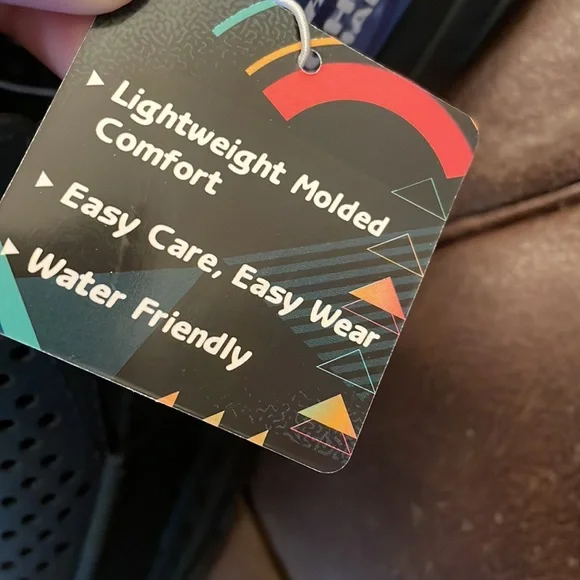 Lightweight Molded
Comfort
Easy Care, Easy Wear
Water Friendly